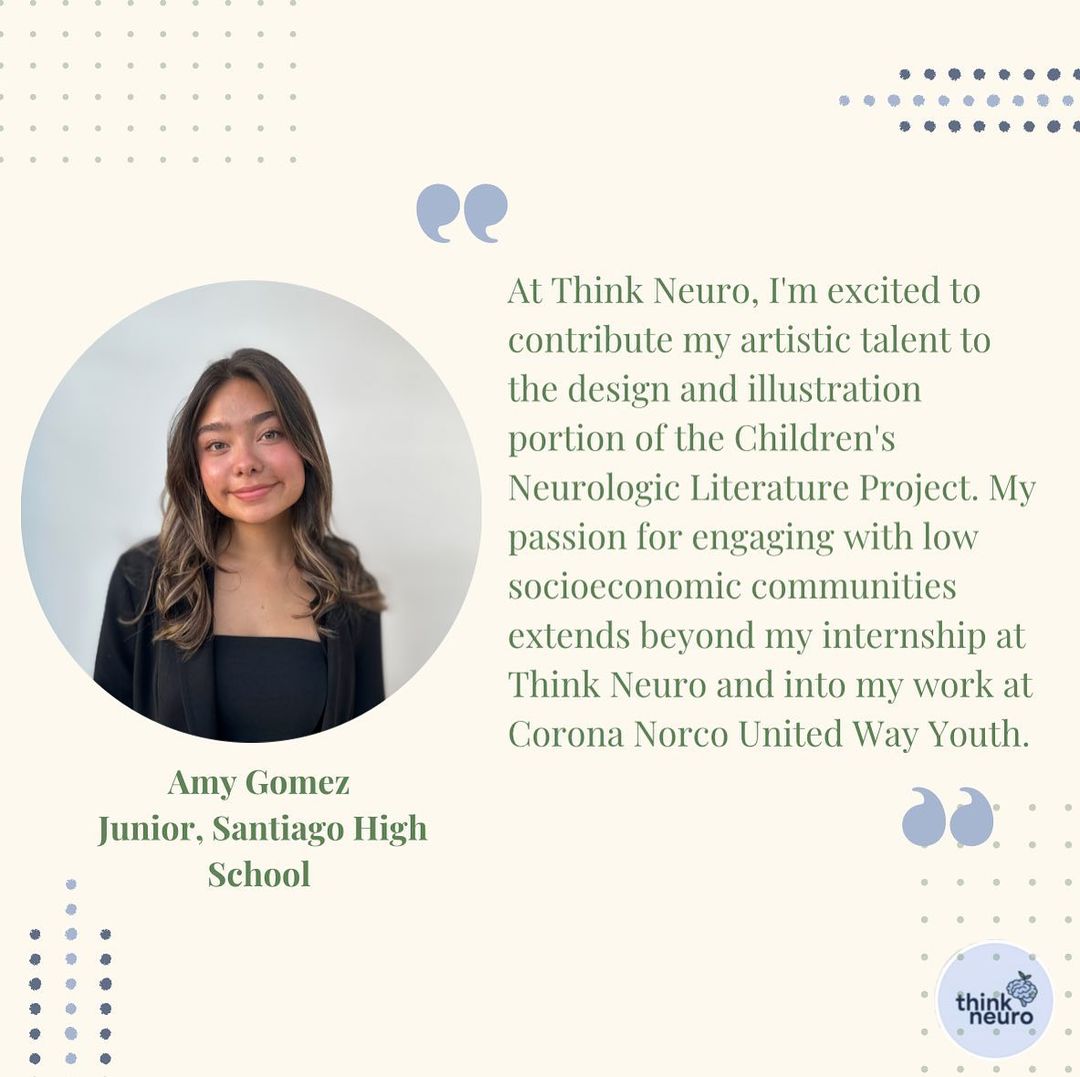 At Think Neuro, I'm excited to
contribute my artistic talent to
the design and illustration
portion of the Children's
Neurologic Literature Project. My
passion for engaging with low
socioeconomic communities
extends beyond my internship at
Think Neuro and into my work at
Corona Norco United Way Youth.
Amy Gomez
Junior, Santiago High
School
think
neuro